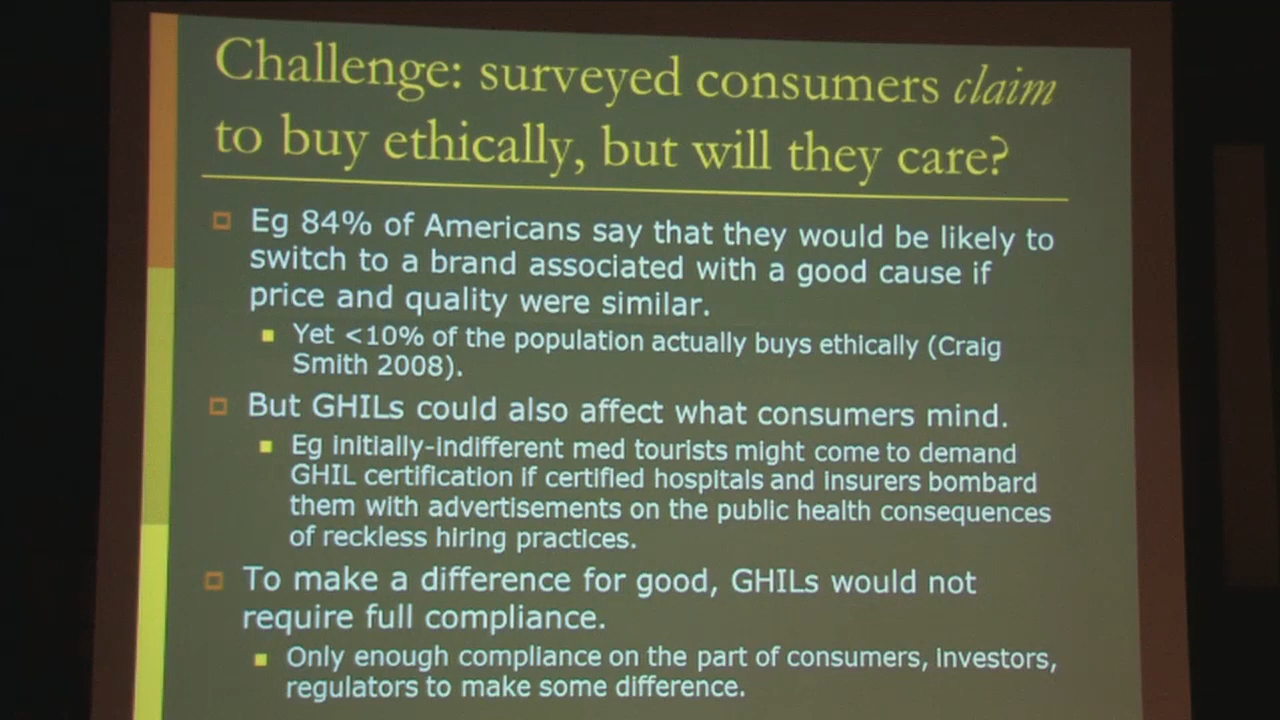 Challenge: surveyed consumers claim
to buy ethically, but will they care?
Eg 84% of Americans say that they would be likely to
switch to a brand associated with a good cause if
price and quality were similar.
Yet <10% of the population actually buys ethically (Craig
Smith 2008).
But GHILs could also affect what consumers mind.
Eg initially-indifferent med tourists might come to demand
GHIL certification if certified hospitals and insurers bombard
them with advertisements on the public health consequences
of reckless hiring practices.
To make a difference for good, GHILs would not
require full compliance.
Only enough compliance on the part of consumers, investors,
regulators to make some difference.